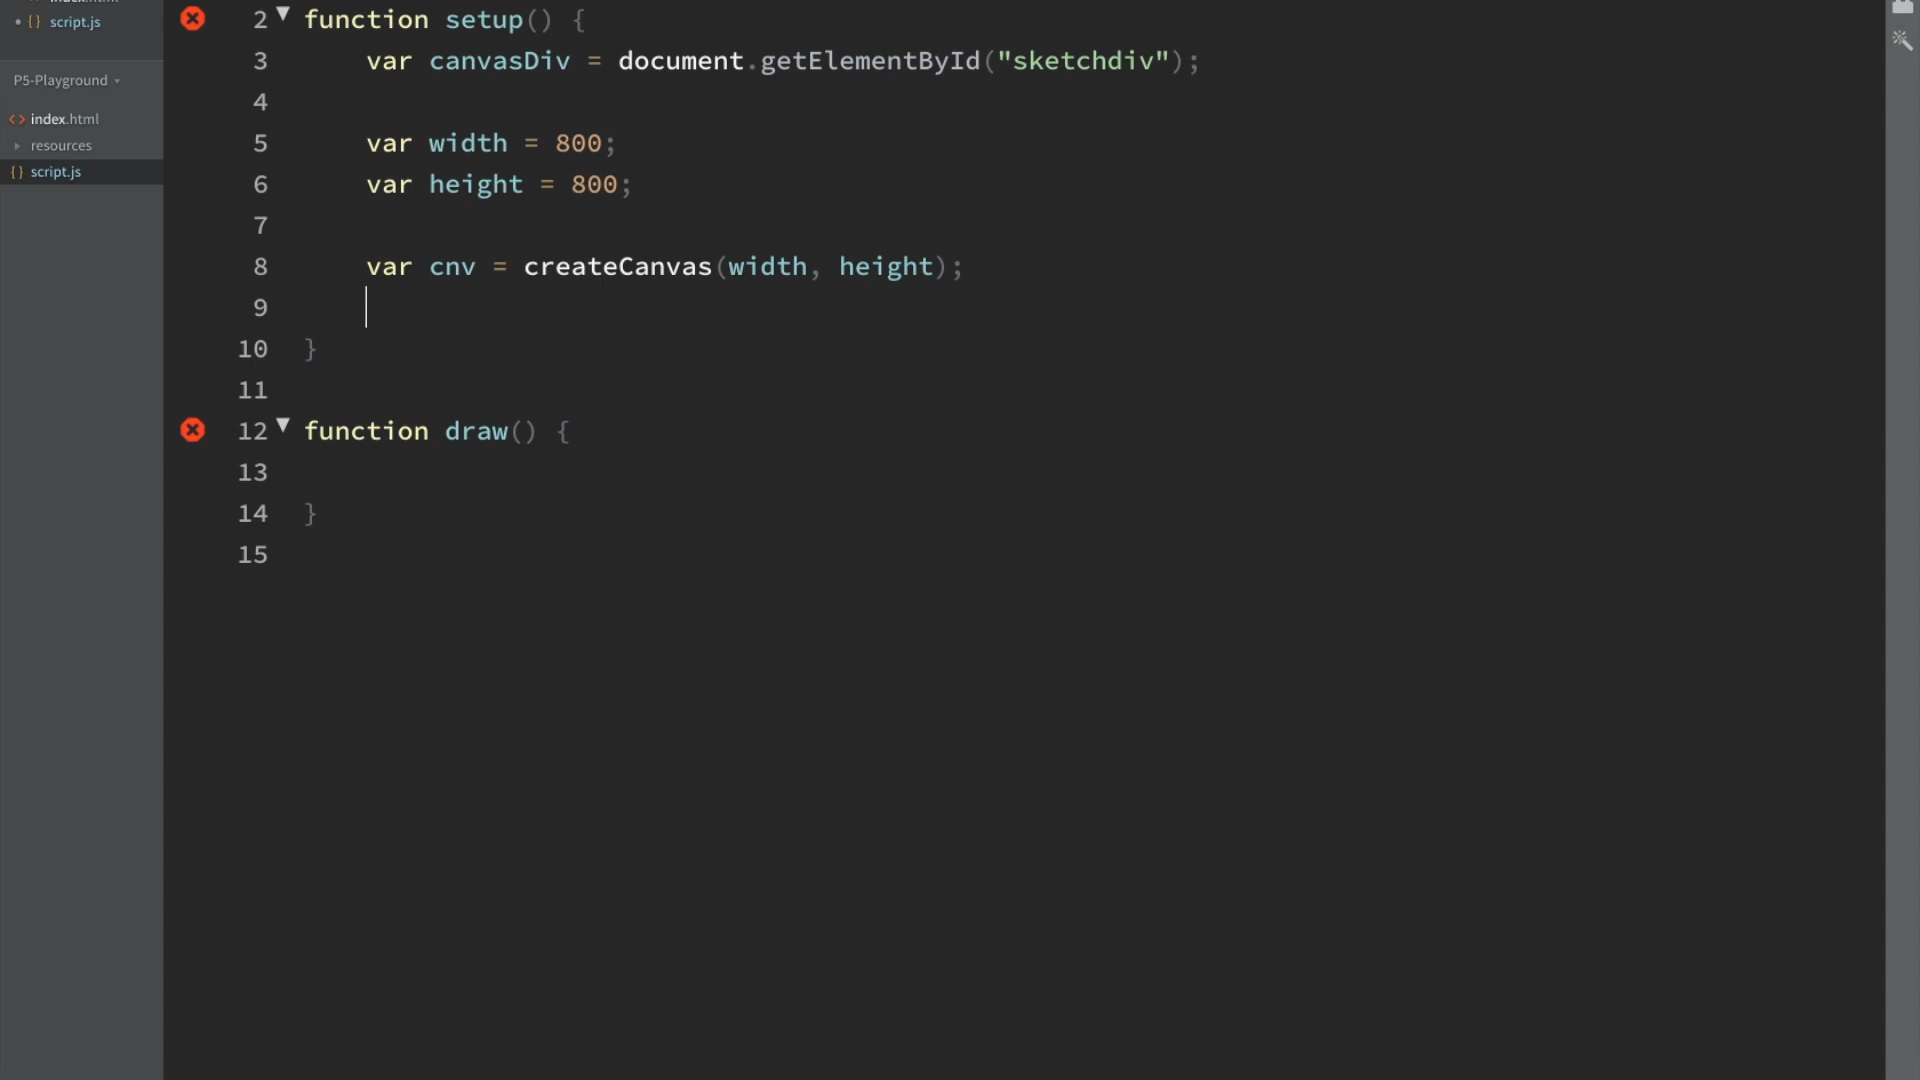 script.js
P5-Playground
index.html
resources
script.js
2 function setup() {
3 var canvasDiv = document.getElementById("sketchdiv");
4
5 var width = 800;
6 var height = 800;
7
8 var cnv = createCanvas(width, height);
9
10 }
11
12 function draw() {
13
14 }
15